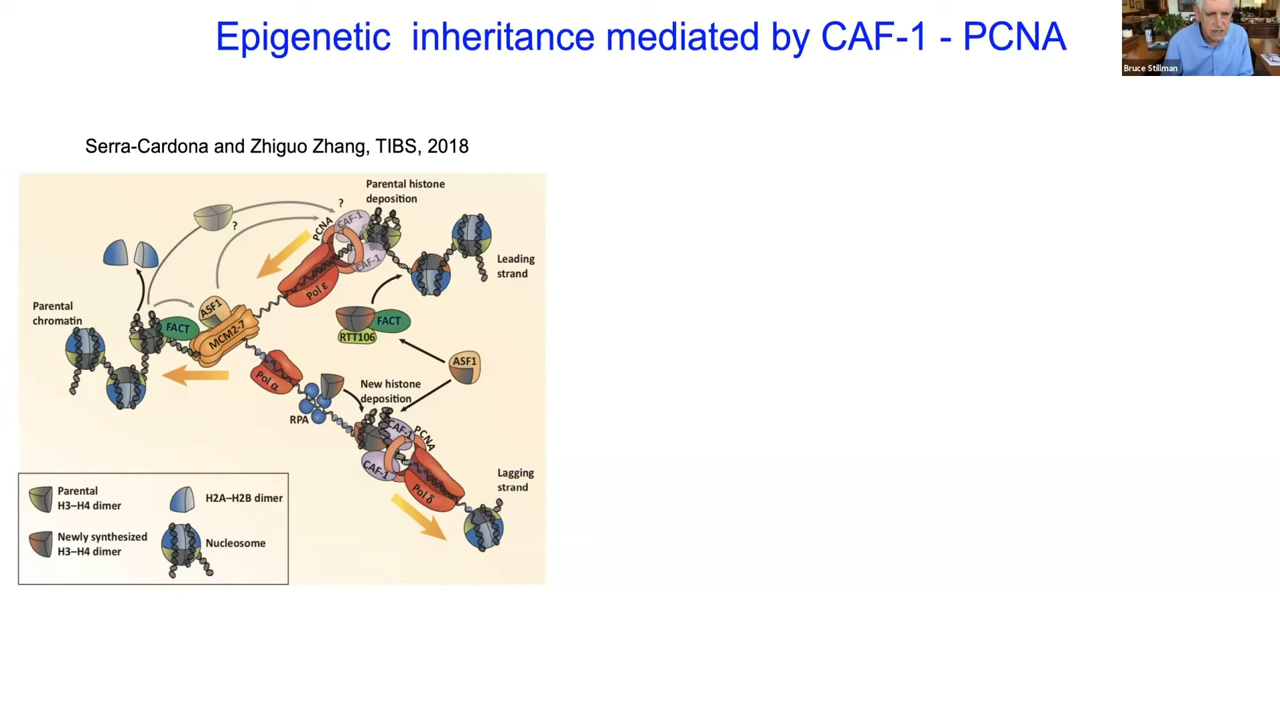 Epigenetic inheritance mediated by CAF-1 - PCNA
Bruce Stillman
Serra-Cardona and Zhiguo Zhang, TIBS, 2018
Parental histone
deposition
?
?
PCNA
CAF-1
CAF-1
Leading
strand
Pol ε
Parental
chromatin
FACT
ASF1
MCM2-7
FACT
RTT106
ASF1
Pol α
New histone
deposition
RPA
CAF-1
PCNA
CAF-1
Pol δ
Lagging
strand
Parental
H3–H4 dimer
H2A–H2B dimer
Newly synthesized
H3–H4 dimer
Nucleosome